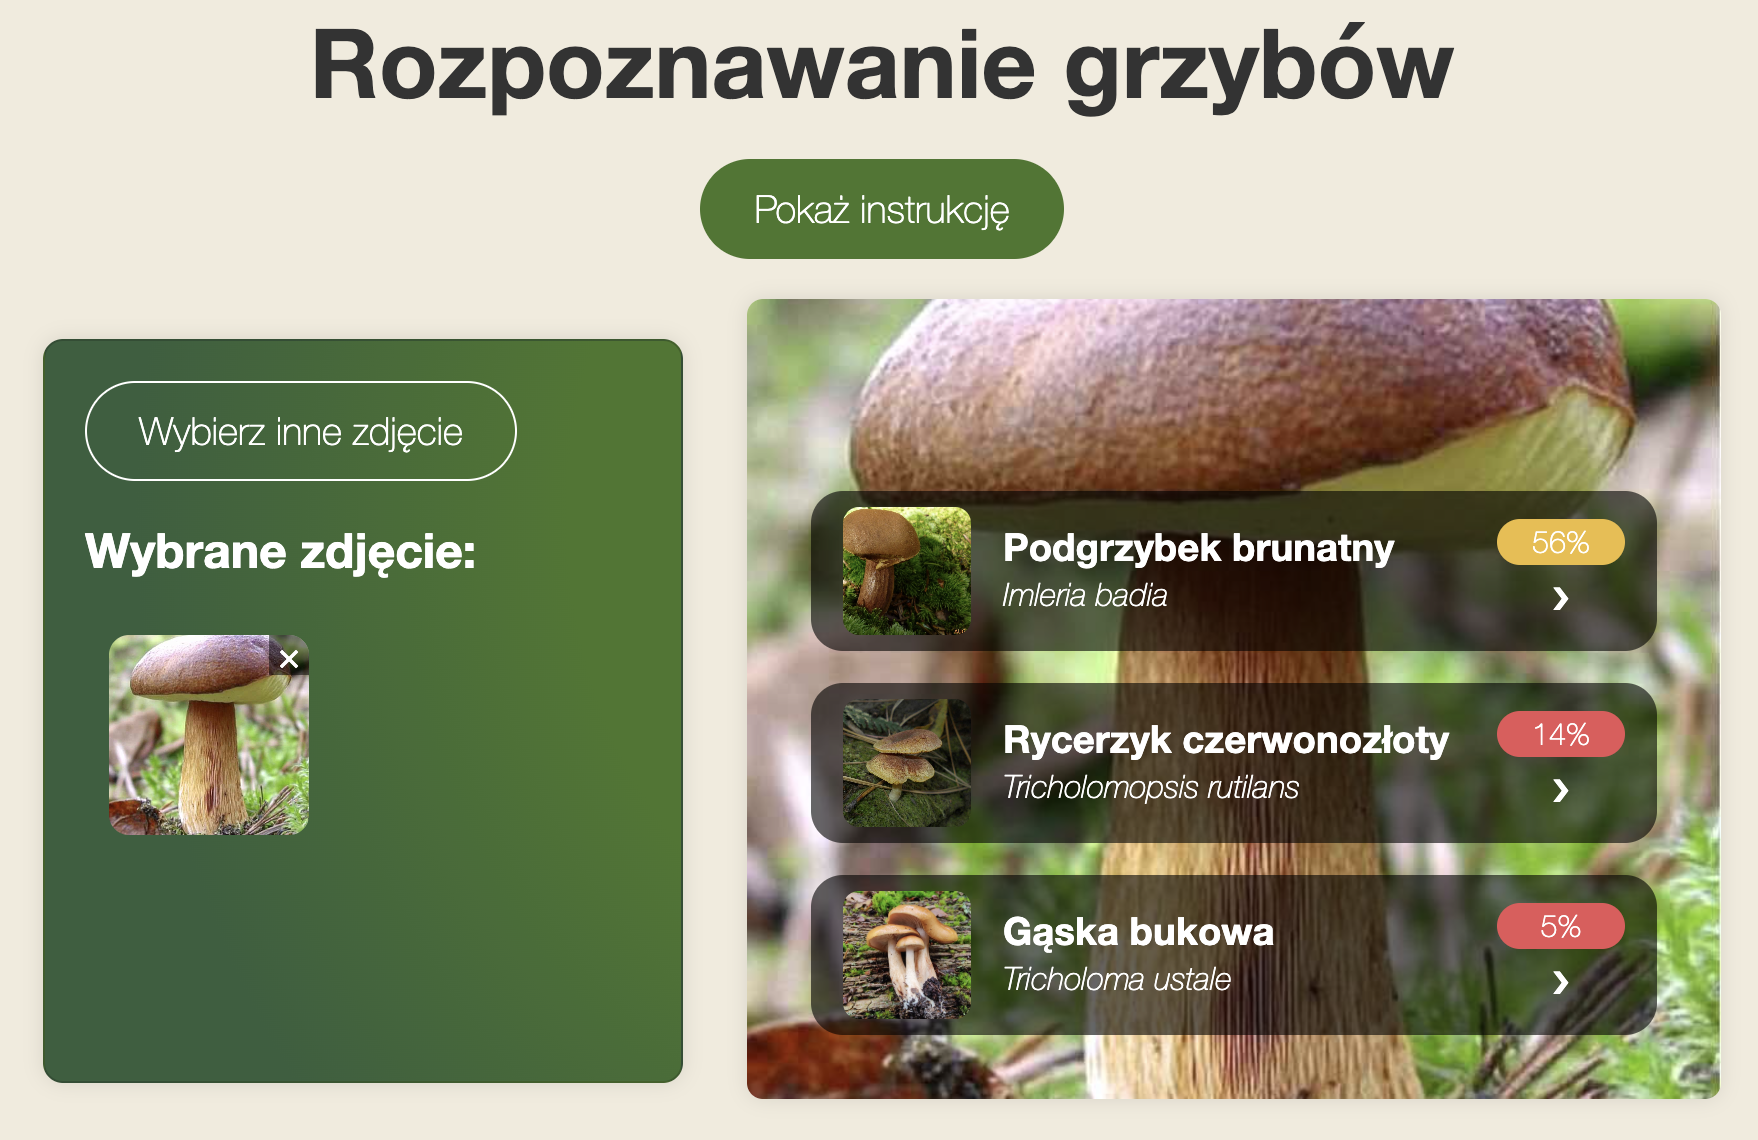 Rozpoznawanie grzybów
Pokaż instrukcję
Wybierz inne zdjęcie
Wybrane zdjęcie:
Podgrzybek brunatny
56%
Imleria badia
Rycerzyk czerwonozłoty
14%
Tricholomopsis rutilans
Gąska bukowa
5%
Tricholoma ustale